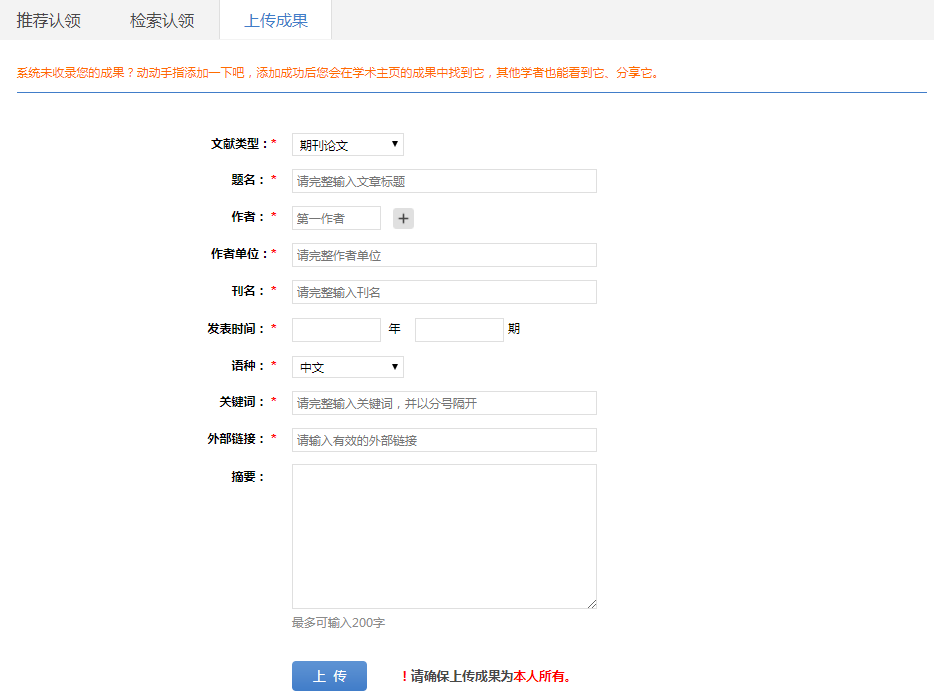 推荐认领 检索认领 上传成果
系统未收录您的成果？动动手指添加一下吧，添加成功后您会在学术主页的成果中找到它，其他学者也能看到它、分享它。
文献类型：* 期刊论文
题名：* 请完整输入文章标题
作者：* 第一作者 +
作者单位：* 请完整作者单位
刊名：* 请完整输入刊名
发表时间：* 年 期
语种：* 中文
关键词：* 请完整输入关键词，并以分号隔开
外部链接：* 请输入有效的外部链接
摘要：
最多可输入200字
上 传 ！请确保上传成果为本人所有。